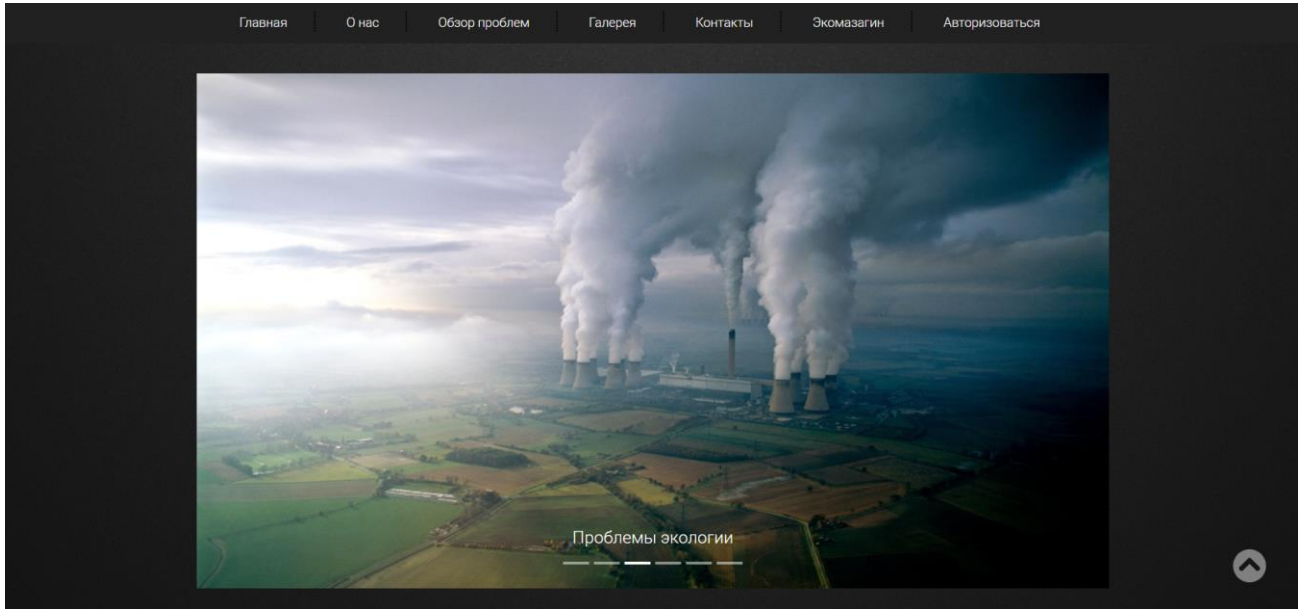 Главная О нас Обзор проблем Галерея Контакты Экомазагин Авторизоваться
Проблемы экологии